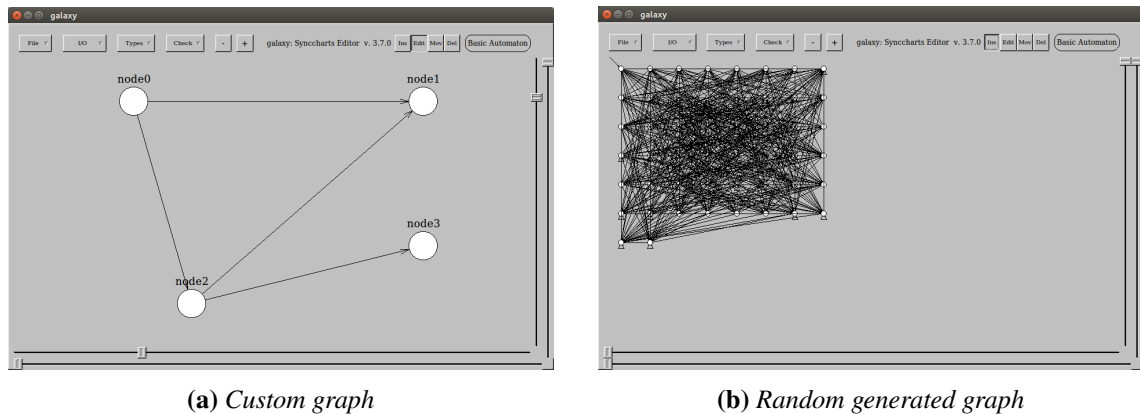 galaxy
File I/O Types Check - + galaxy: Synccharts Editor v. 3.7.0 Ins Edit Mov Del Basic Automaton
node0
node1
node3
node2
(a) Custom graph
galaxy
File I/O Types Check - + galaxy: Synccharts Editor v. 3.7.0 Ins Edit Mov Del Basic Automaton
(b) Random generated graph